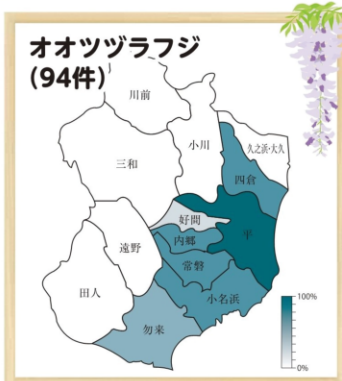 オオツヅラフジ
(94件)
川前
小川
久之浜・大久
三和
四倉
好間
平
内郷
遠野
常磐
田人
小名浜
勿来
100%
0%